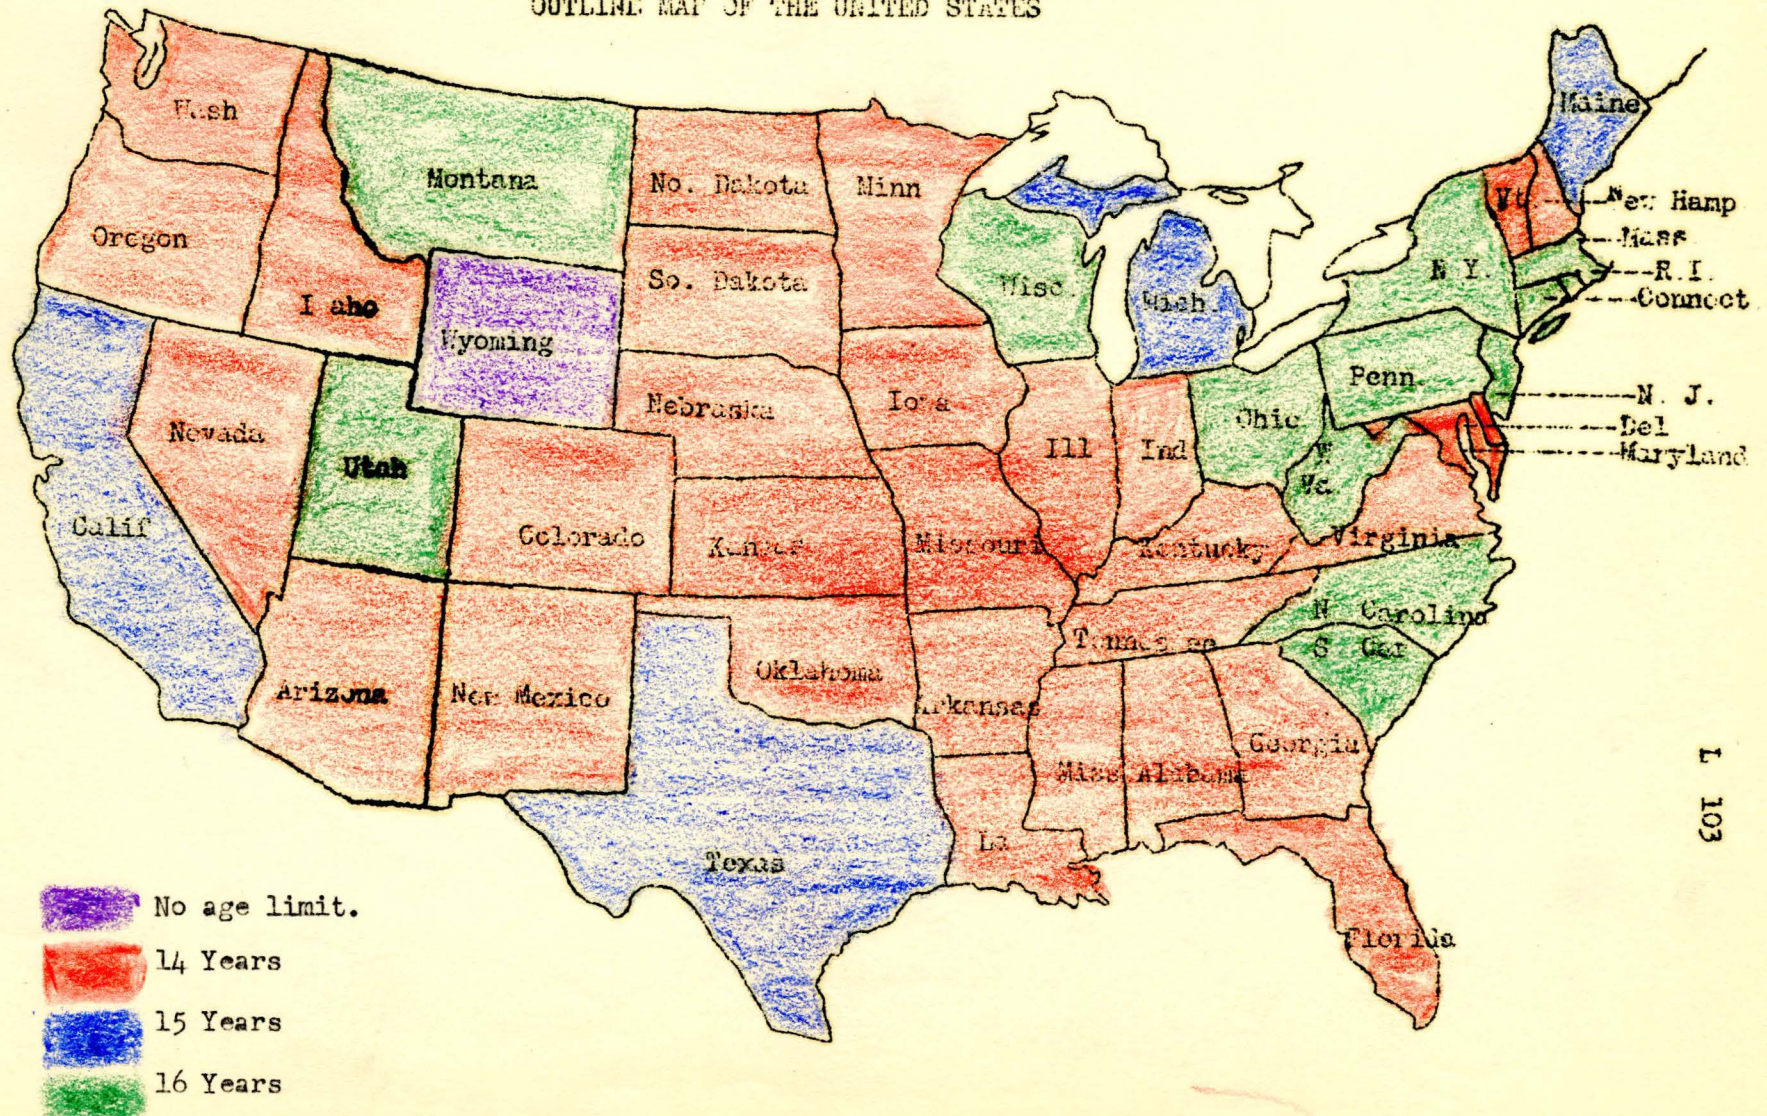 OUTLINE MAP OF THE UNITED STATES
Wash
Montana
No. Dakota
Minn
Maine
Oregon
I aho
Wyoming
So. Dakota
Wisc.
Mich.
N.Y.
Vt.
New Hamp
Mass
R.I.
Connect
Nevada
Utah
Nebraska
Iowa
Ill
Ind
Ohio
Penn.
N. J.
Del
Maryland
W
Va.
Calif
Colorado
Kansas
Missouri
Kentucky
Virginia
Arizona
New Mexico
Oklahoma
Arkansas
Tennessee
N Carolina
S Car
Miss
Alabama
Georgia
Texas
La
Florida
I 103
No age limit.
14 Years
15 Years
16 Years